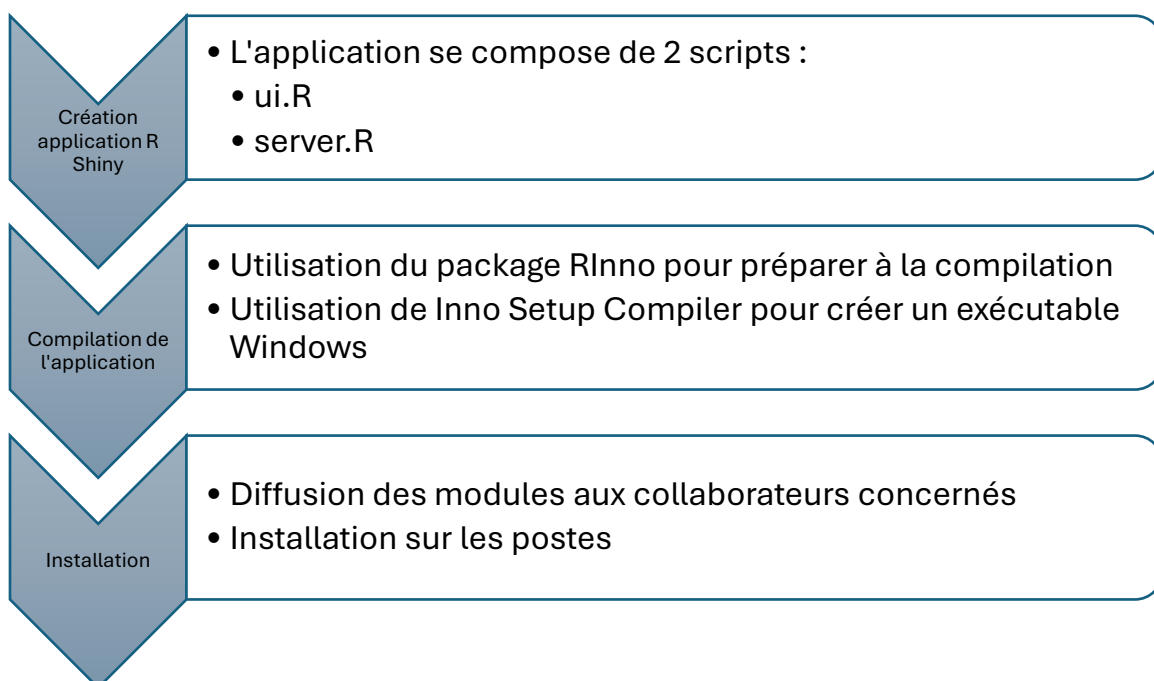 Création
application R
Shiny
• L'application se compose de 2 scripts :
• ui.R
• server.R
Compilation de
l'application
• Utilisation du package RInno pour préparer à la compilation
• Utilisation de Inno Setup Compiler pour créer un exécutable
Windows
Installation
• Diffusion des modules aux collaborateurs concernés
• Installation sur les postes